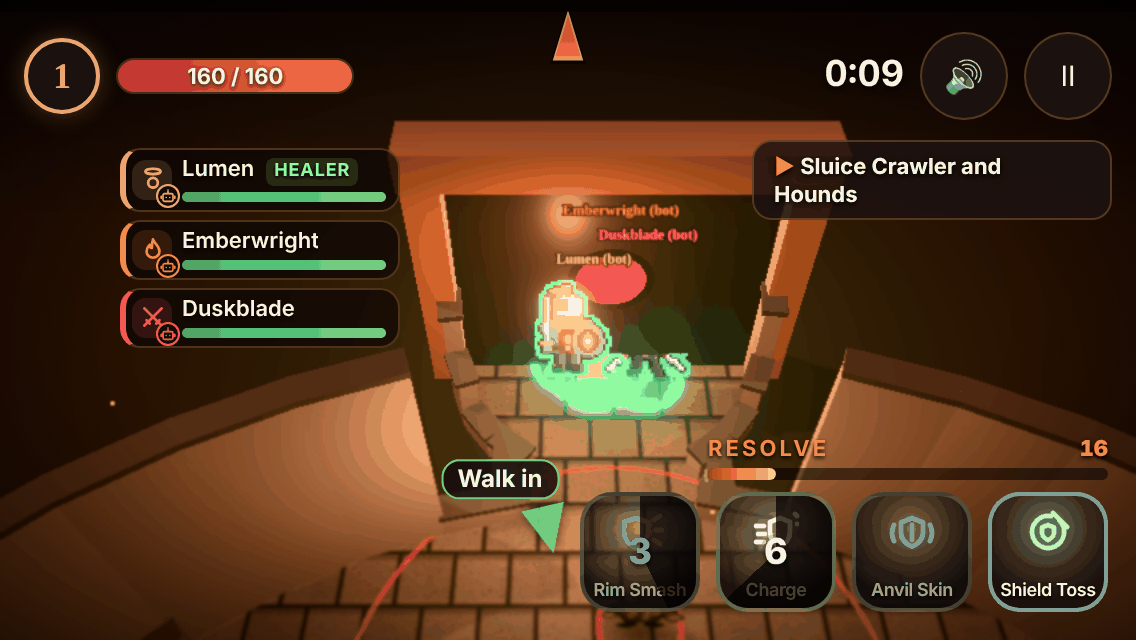 1
160 / 160
0:09
Lumen HEALER
Emberwright
Duskblade
Sluice Crawler and
Hounds
Emberwright (bot)
Duskblade (bot)
Lumen (bot)
RESOLVE 16
Walk in
3
Rim Smash
6
Charge
Anvil Skin
Shield Toss